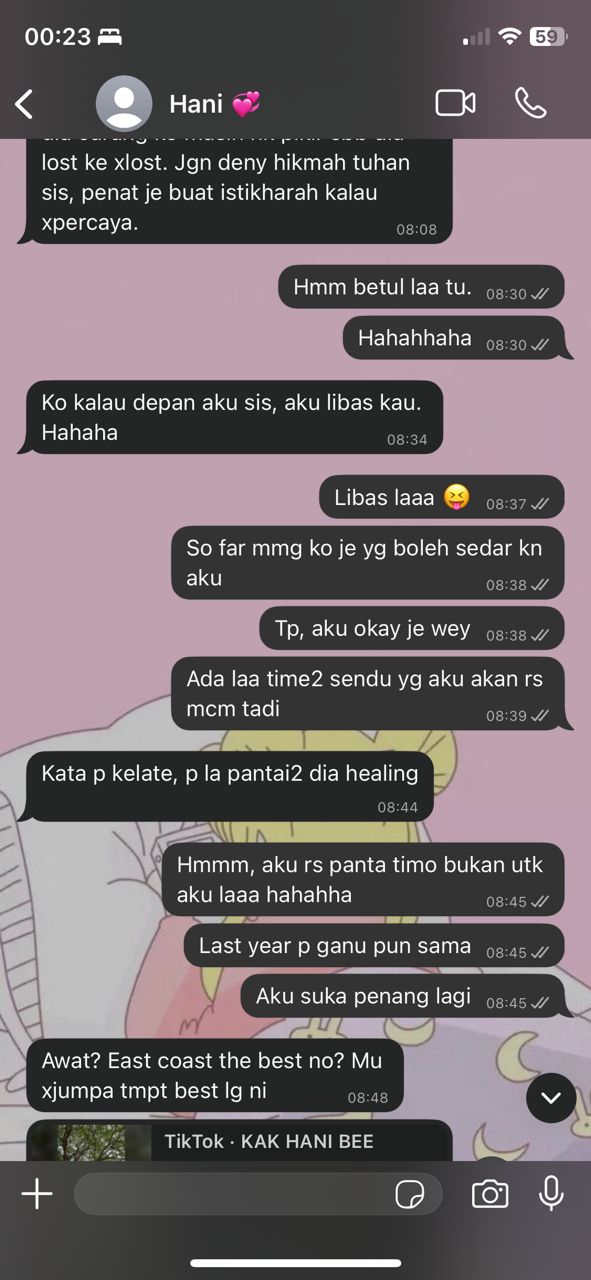 00:23
59
Hani 💞
lost ke xlost. Jgn deny hikmah tuhan
sis, penat je buat istikharah kalau
xpercaya.
08:08
Hmm betul laa tu.
08:30
Hahahhaha
08:30
Ko kalau depan aku sis, aku libas kau.
Hahaha
08:34
Libas laaa 😝
08:37
So far mmg ko je yg boleh sedar kn
aku
08:38
Tp, aku okay je wey
08:38
Ada laa time2 sendu yg aku akan rs
mcm tadi
08:39
Kata p kelate, p la pantai2 dia healing
08:44
Hmmm, aku rs panta timo bukan utk
aku laaa hahahha
08:45
Last year p ganu pun sama
08:45
Aku suka penang lagi
08:45
Awat? East coast the best no? Mu
xjumpa tmpt best lg ni
08:48
TikTok · KAK HANI BEE